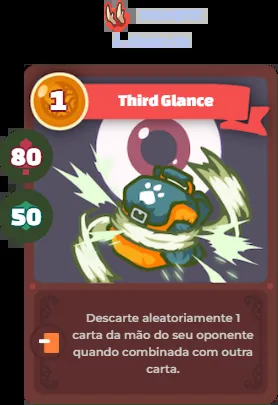 1
Third Glance
80
50
Descarte aleatoriamente 1
carta da mão do seu oponente
quando combinada com outra
carta.